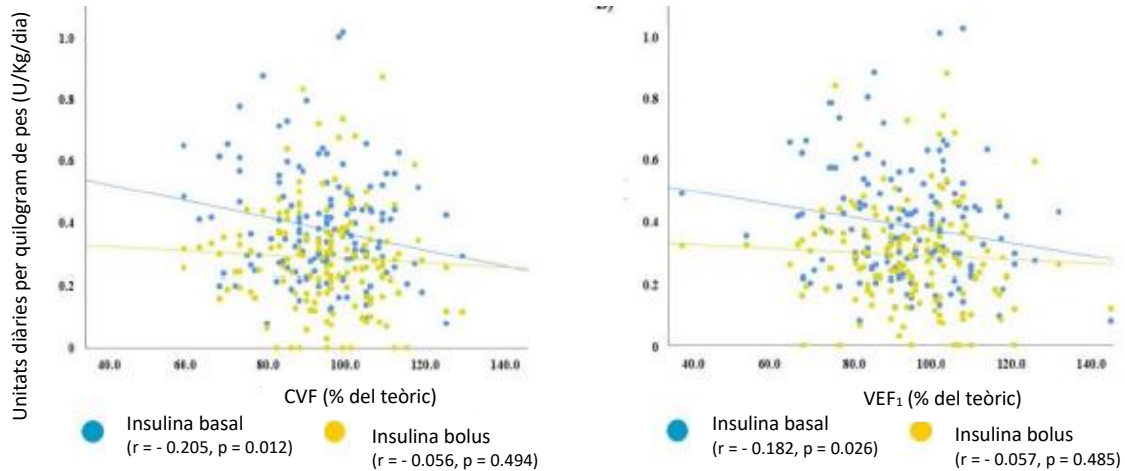 B)
Unitats diàries per quilogram de pes (U/Kg/dia)
1.0
0.8
0.6
0.4
0.2
0
40.0 60.0 80.0 100.0 120.0 140.0
CVF (% del teòric)
Insulina basal
(r = - 0.205, p = 0.012)
Insulina bolus
(r = - 0.056, p = 0.494)
1.0
0.8
0.6
0.4
0.2
0
40.0 60.0 80.0 100.0 120.0 140.0
VEF₁ (% del teòric)
Insulina basal
(r = - 0.182, p = 0.026)
Insulina bolus
(r = - 0.057, p = 0.485)